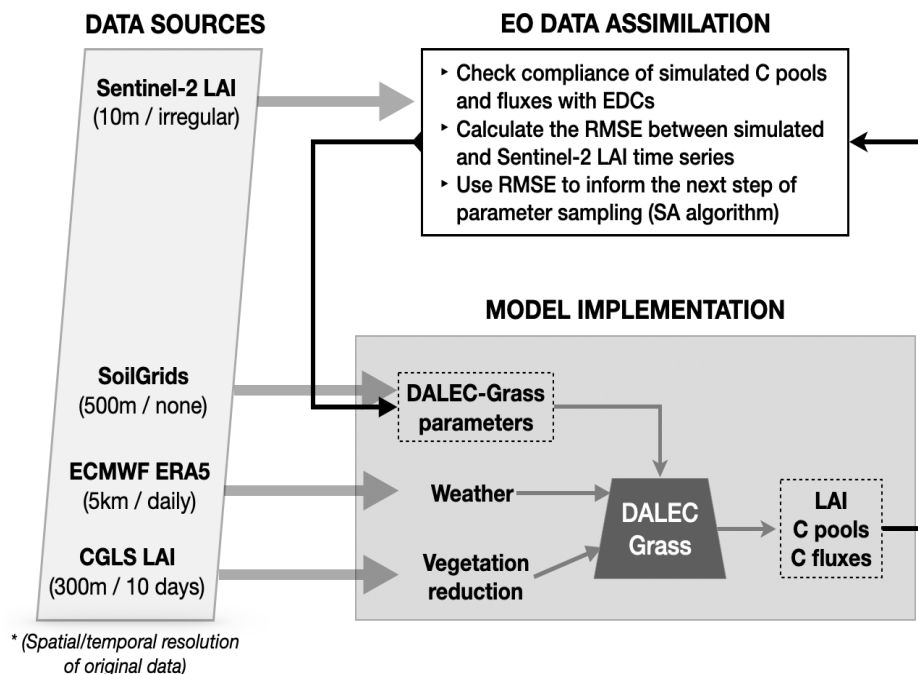 DATA SOURCES
Sentinel-2 LAI
(10m / irregular)
SoilGrids
(500m / none)
ECMWF ERA5
(5km / daily)
CGLS LAI
(300m / 10 days)
* (Spatial/temporal resolution
of original data)
EO DATA ASSIMILATION
‣ Check compliance of simulated C pools
and fluxes with EDCs
‣ Calculate the RMSE between simulated
and Sentinel-2 LAI time series
‣ Use RMSE to inform the next step of
parameter sampling (SA algorithm)
MODEL IMPLEMENTATION
DALEC-Grass
parameters
Weather
Vegetation
reduction
DALEC
Grass
LAI
C pools
C fluxes